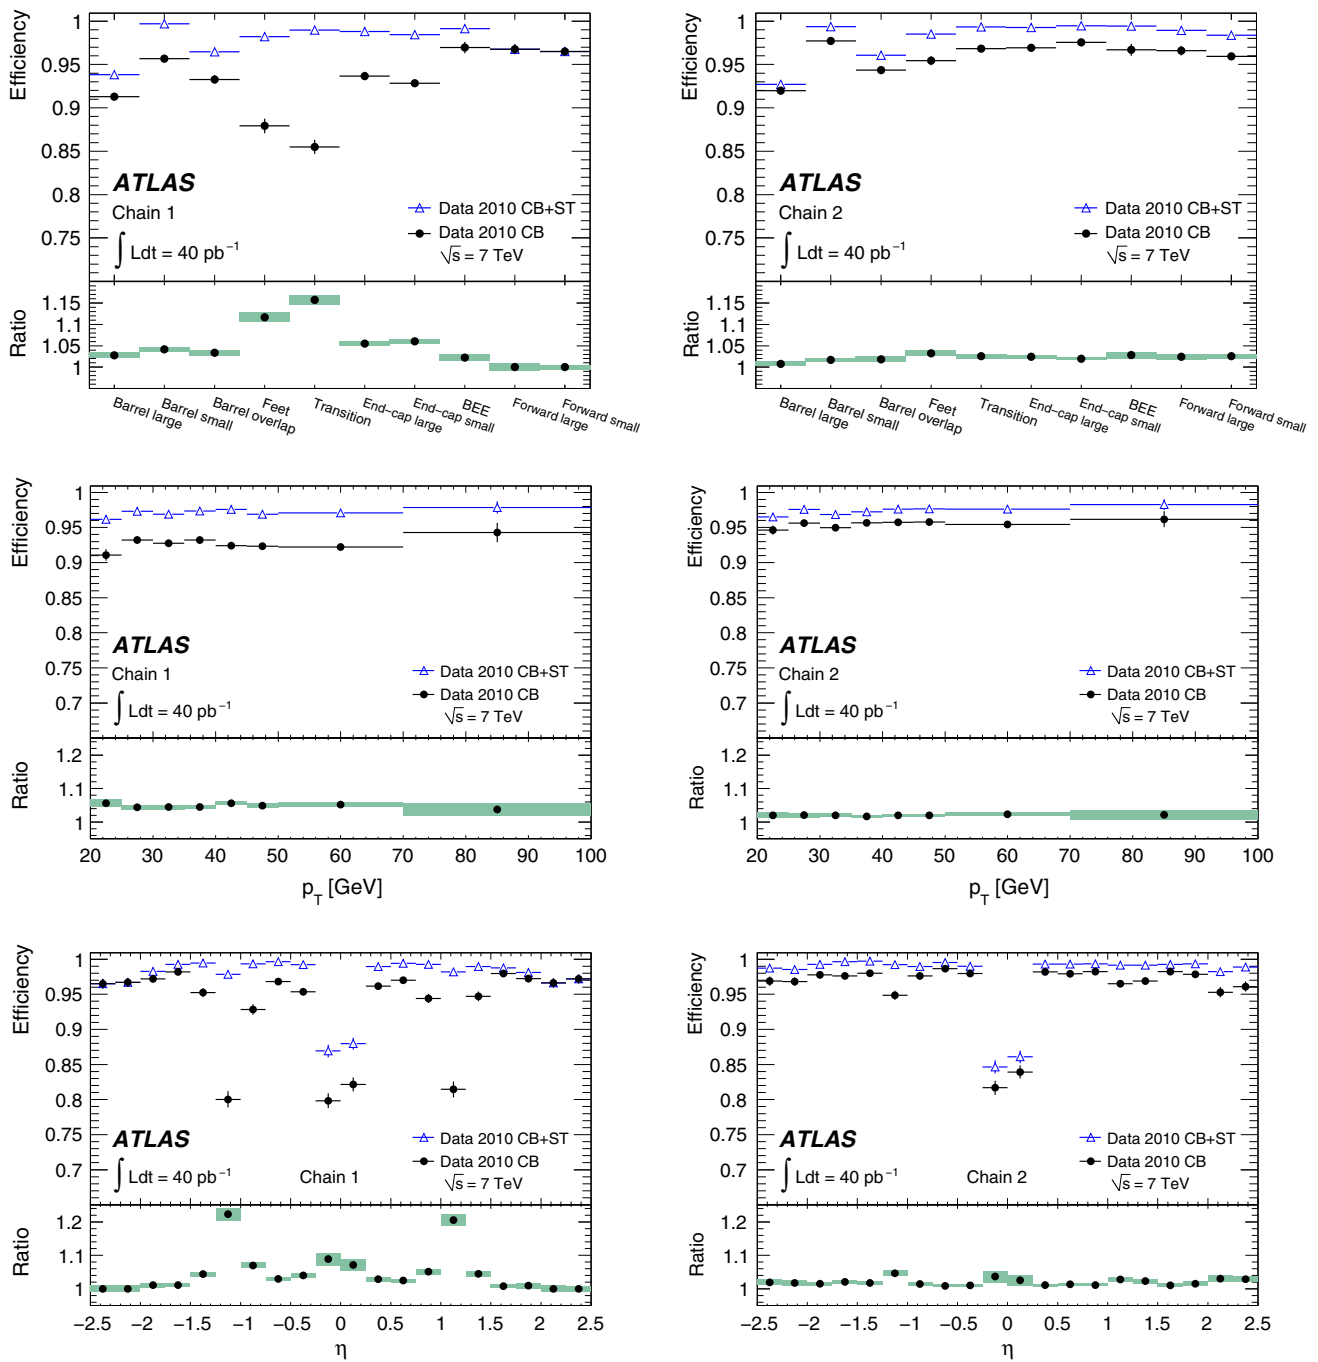 Efficiency
1
0.95
0.9
0.85
0.8
0.75
ATLAS
Chain 1
∫ Ldt = 40 pb⁻¹
Data 2010 CB+ST
Data 2010 CB
√s = 7 TeV
Ratio
1.15
1.1
1.05
1
Barrel large
Barrel small
Barrel overlap
Feet
Transition
End-cap large
End-cap small
BEE
Forward large
Forward small
Efficiency
1
0.95
0.9
0.85
0.8
0.75
ATLAS
Chain 2
∫ Ldt = 40 pb⁻¹
Data 2010 CB+ST
Data 2010 CB
√s = 7 TeV
Ratio
1.15
1.1
1.05
1
Barrel large
Barrel small
Barrel overlap
Feet
Transition
End-cap large
End-cap small
BEE
Forward large
Forward small
Efficiency
1
0.95
0.9
0.85
0.8
0.75
0.7
ATLAS
Chain 1
∫ Ldt = 40 pb⁻¹
Data 2010 CB+ST
Data 2010 CB
√s = 7 TeV
Ratio
1.2
1.1
1
20 30 40 50 60 70 80 90 100
p_T [GeV]
Efficiency
1
0.95
0.9
0.85
0.8
0.75
0.7
ATLAS
Chain 2
∫ Ldt = 40 pb⁻¹
Data 2010 CB+ST
Data 2010 CB
√s = 7 TeV
Ratio
1.2
1.1
1
20 30 40 50 60 70 80 90 100
p_T [GeV]
Efficiency
1
0.95
0.9
0.85
0.8
0.75
0.7
ATLAS
∫ Ldt = 40 pb⁻¹
Chain 1
Data 2010 CB+ST
Data 2010 CB
√s = 7 TeV
Ratio
1.2
1.1
1
−2.5 −2 −1.5 −1 −0.5 0 0.5 1 1.5 2 2.5
η
Efficiency
1
0.95
0.9
0.85
0.8
0.75
0.7
ATLAS
∫ Ldt = 40 pb⁻¹
Chain 2
Data 2010 CB+ST
Data 2010 CB
√s = 7 TeV
Ratio
1.2
1.1
1
−2.5 −2 −1.5 −1 −0.5 0 0.5 1 1.5 2 2.5
η